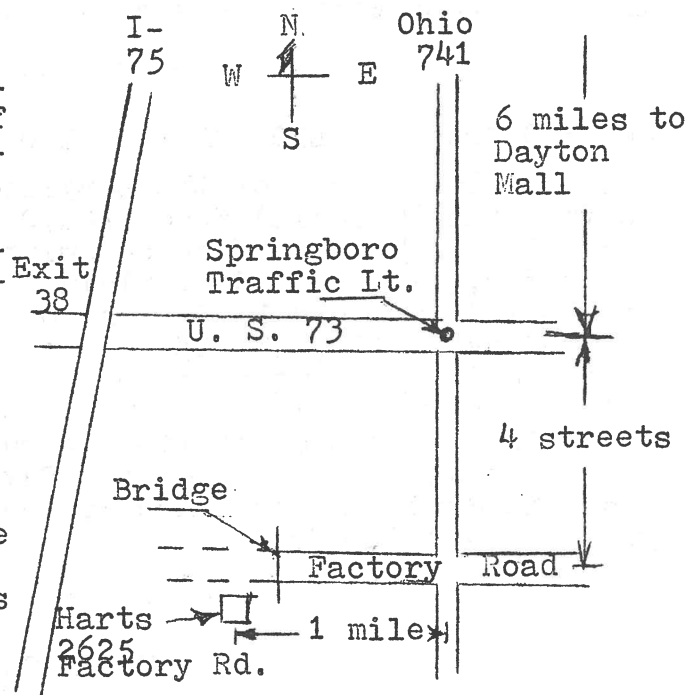 I-
75
N.
W E
S
Ohio
741
6 miles to
Dayton
Mall
Springboro
Traffic Lt.
Exit
38
U. S. 73
4 streets
Bridge
Factory Road
Harts
2625
Factory Rd.
1 mile